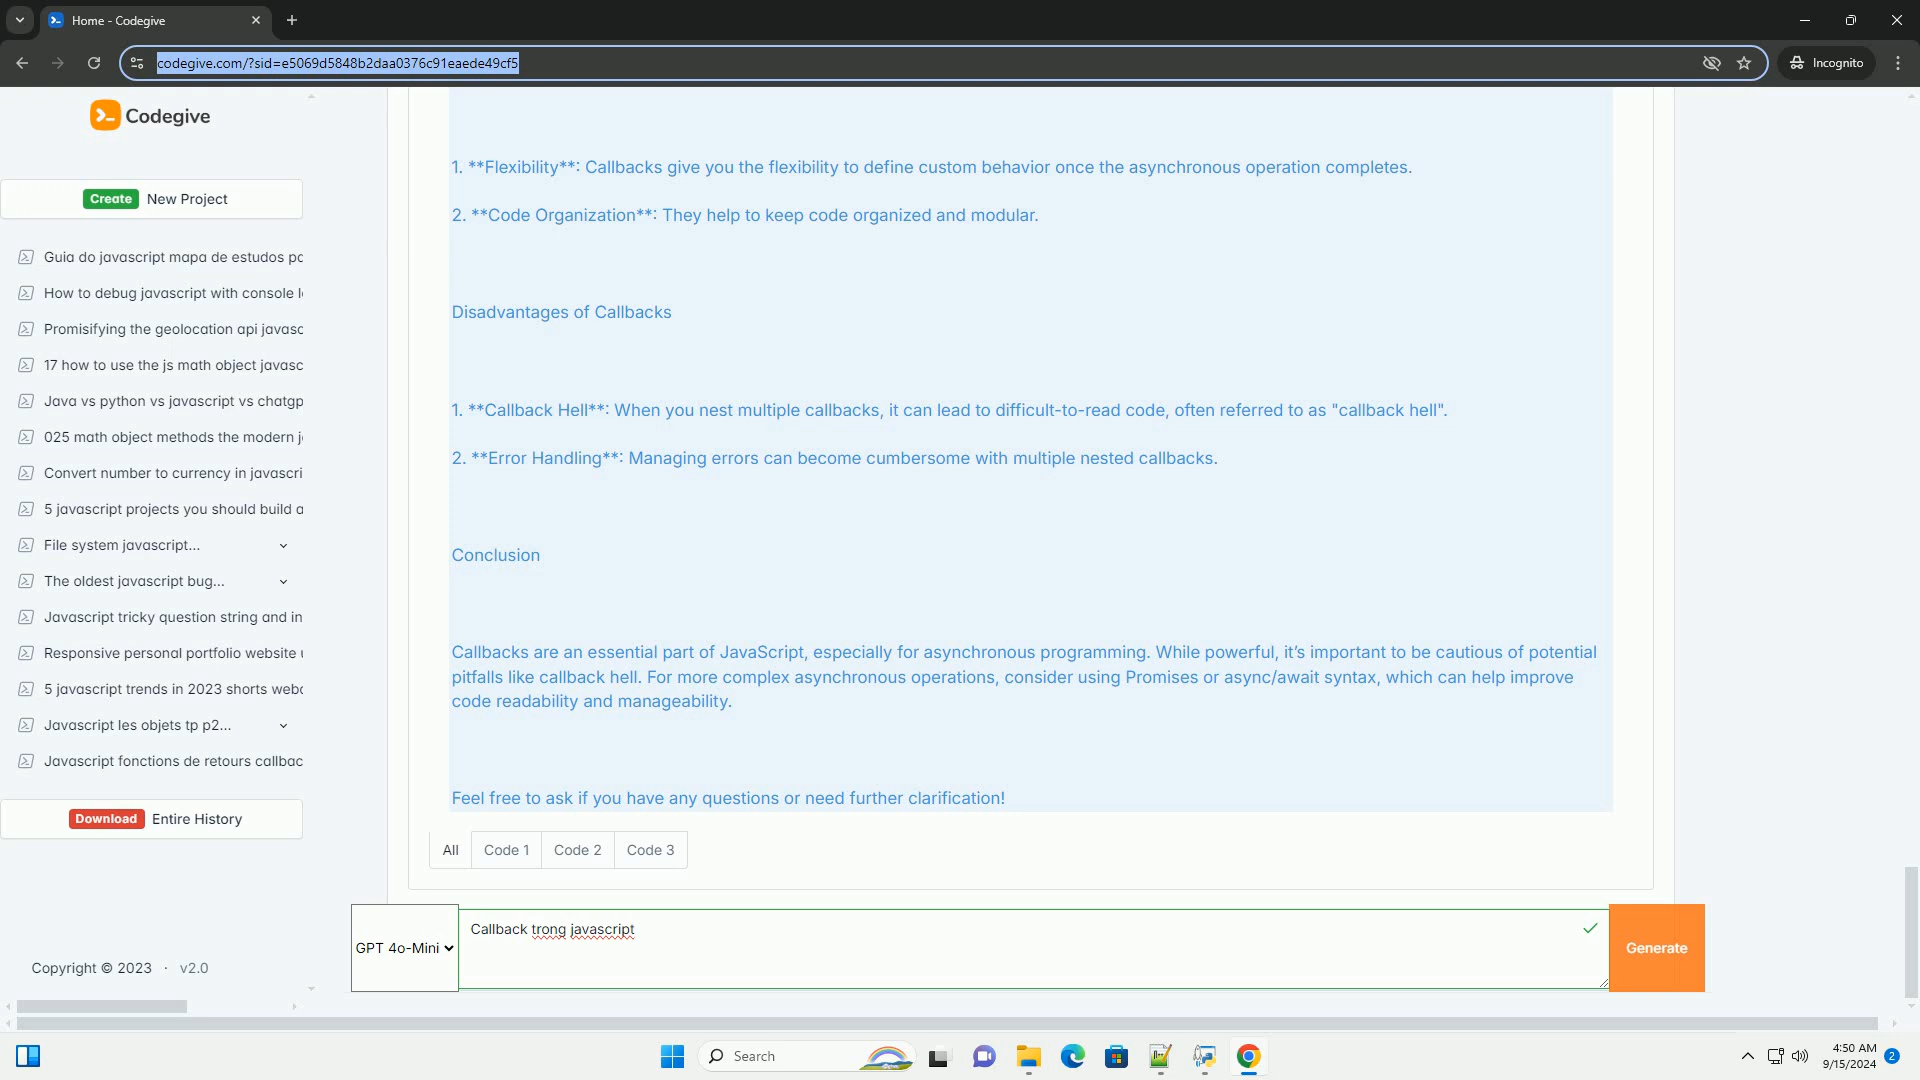 Home - Codegive
codegive.com/?sid=e5069d5848b2daa0376c91eaede49cf5
Incognito
Codegive
Create New Project
Guia do javascript mapa de estudos pa
How to debug javascript with console l
Promisifying the geolocation api javasc
17 how to use the js math object javasc
Java vs python vs javascript vs chatgp
025 math object methods the modern j
Convert number to currency in javascri
5 javascript projects you should build a
File system javascript...
The oldest javascript bug...
Javascript tricky question string and in
Responsive personal portfolio website
5 javascript trends in 2023 shorts web
Javascript les objets tp p2...
Javascript fonctions de retours callbac
Download Entire History
Copyright © 2023 · v2.0
1. **Flexibility**: Callbacks give you the flexibility to define custom behavior once the asynchronous operation completes.
2. **Code Organization**: They help to keep code organized and modular.
Disadvantages of Callbacks
1. **Callback Hell**: When you nest multiple callbacks, it can lead to difficult-to-read code, often referred to as "callback hell".
2. **Error Handling**: Managing errors can become cumbersome with multiple nested callbacks.
Conclusion
Callbacks are an essential part of JavaScript, especially for asynchronous programming. While powerful, it’s important to be cautious of potential
pitfalls like callback hell. For more complex asynchronous operations, consider using Promises or async/await syntax, which can help improve
code readability and manageability.
Feel free to ask if you have any questions or need further clarification!
All Code 1 Code 2 Code 3
GPT 4o-Mini
Callback trong javascript
Generate
Search
4:50 AM
9/15/2024
2